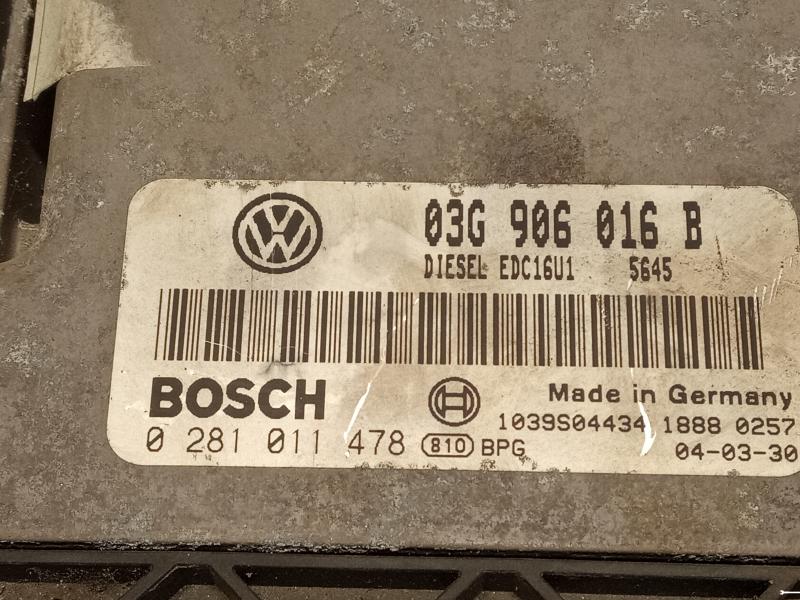 03G 906 016 B
DIESEL EDC16U1 5645
BOSCH
Made in Germany
1039S04434 1888 0257
0 281 011 478 810 BPG
04-03-30